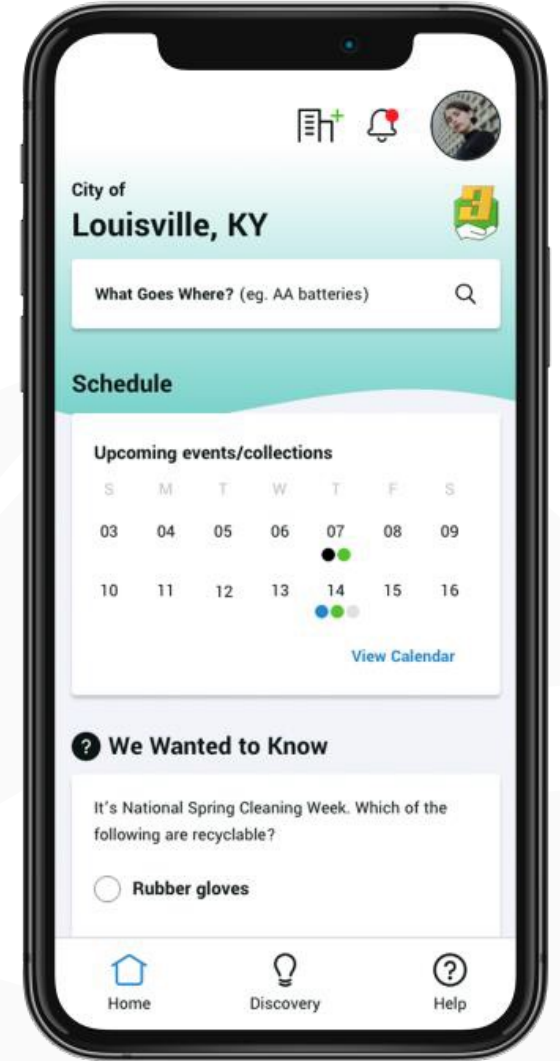 City of
Louisville, KY
What Goes Where? (eg. AA batteries)
Schedule
Upcoming events/collections
S M T W T F S
03 04 05 06 07 08 09
10 11 12 13 14 15 16
View Calendar
? We Wanted to Know
It's National Spring Cleaning Week. Which of the
following are recyclable?
Rubber gloves
Home Discovery Help